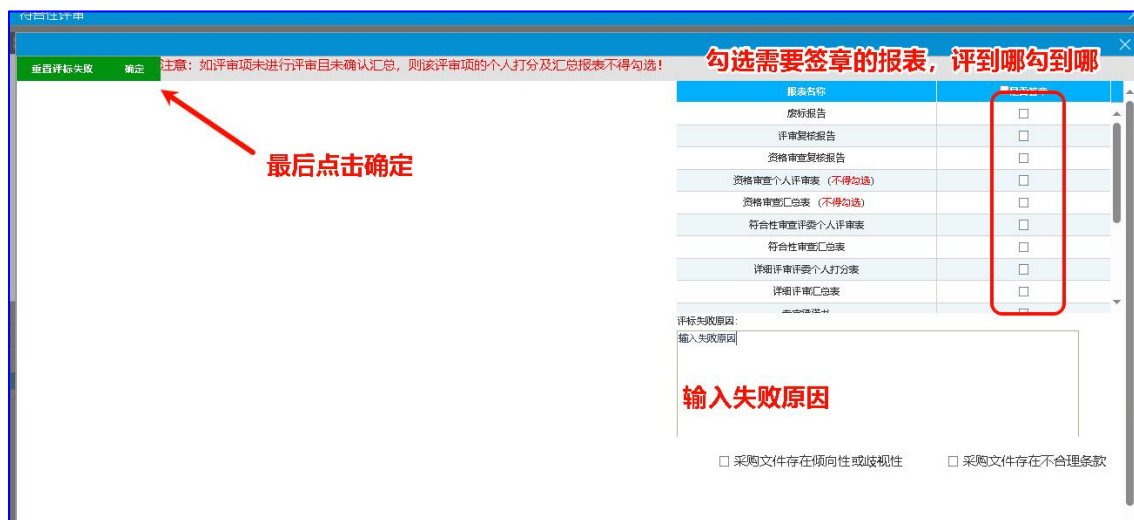 符合性评审
重置评标失败 确定 注意：如评审项未进行评审且未确认汇总，则该评审项的个人打分及汇总报表不得勾选！
勾选需要签章的报表，评到哪勾到哪
报表名称 是否签章
废标报告
评审复核报告
资格审查复核报告
资格审查个人评审表（不得勾选）
资格审查汇总表（不得勾选）
符合性审查评委个人评审表
符合性审查汇总表
详细评审评委个人打分表
详细评审汇总表
最后点击确定
评标失败原因：
输入失败原因
输入失败原因
采购文件存在倾向性或歧视性 采购文件存在不合理条款